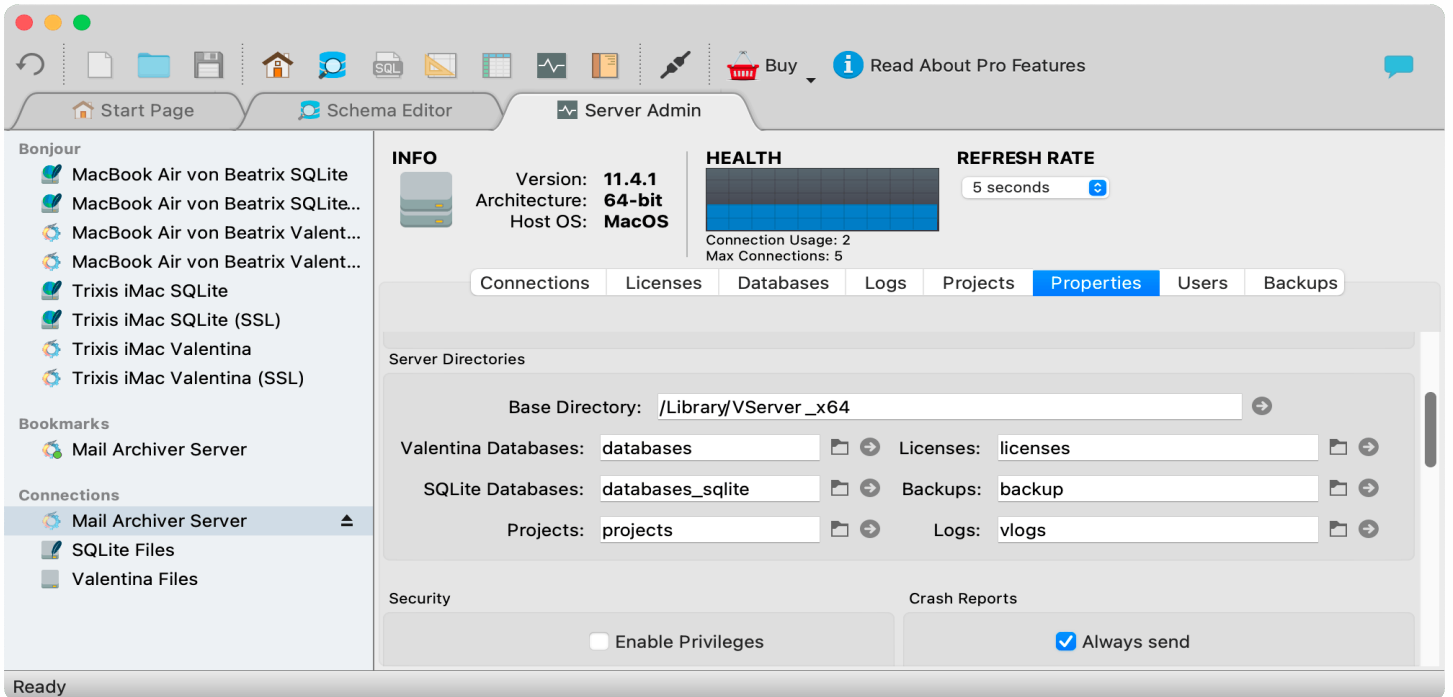 SQL
Buy
Read About Pro Features
Start Page
Schema Editor
Server Admin
Bonjour
MacBook Air von Beatrix SQLite
MacBook Air von Beatrix SQLite...
MacBook Air von Beatrix Valent...
MacBook Air von Beatrix Valent...
Trixis iMac SQLite
Trixis iMac SQLite (SSL)
Trixis iMac Valentina
Trixis iMac Valentina (SSL)
Bookmarks
Mail Archiver Server
Connections
Mail Archiver Server
SQLite Files
Valentina Files
INFO
Version: 11.4.1
Architecture: 64-bit
Host OS: MacOS
HEALTH
Connection Usage: 2
Max Connections: 5
REFRESH RATE
5 seconds
Connections Licenses Databases Logs Projects Properties Users Backups
Server Directories
Base Directory: /Library/VServer_x64
Valentina Databases: databases Licenses: licenses
SQLite Databases: databases_sqlite Backups: backup
Projects: projects Logs: vlogs
Security Crash Reports
Enable Privileges Always send
Ready